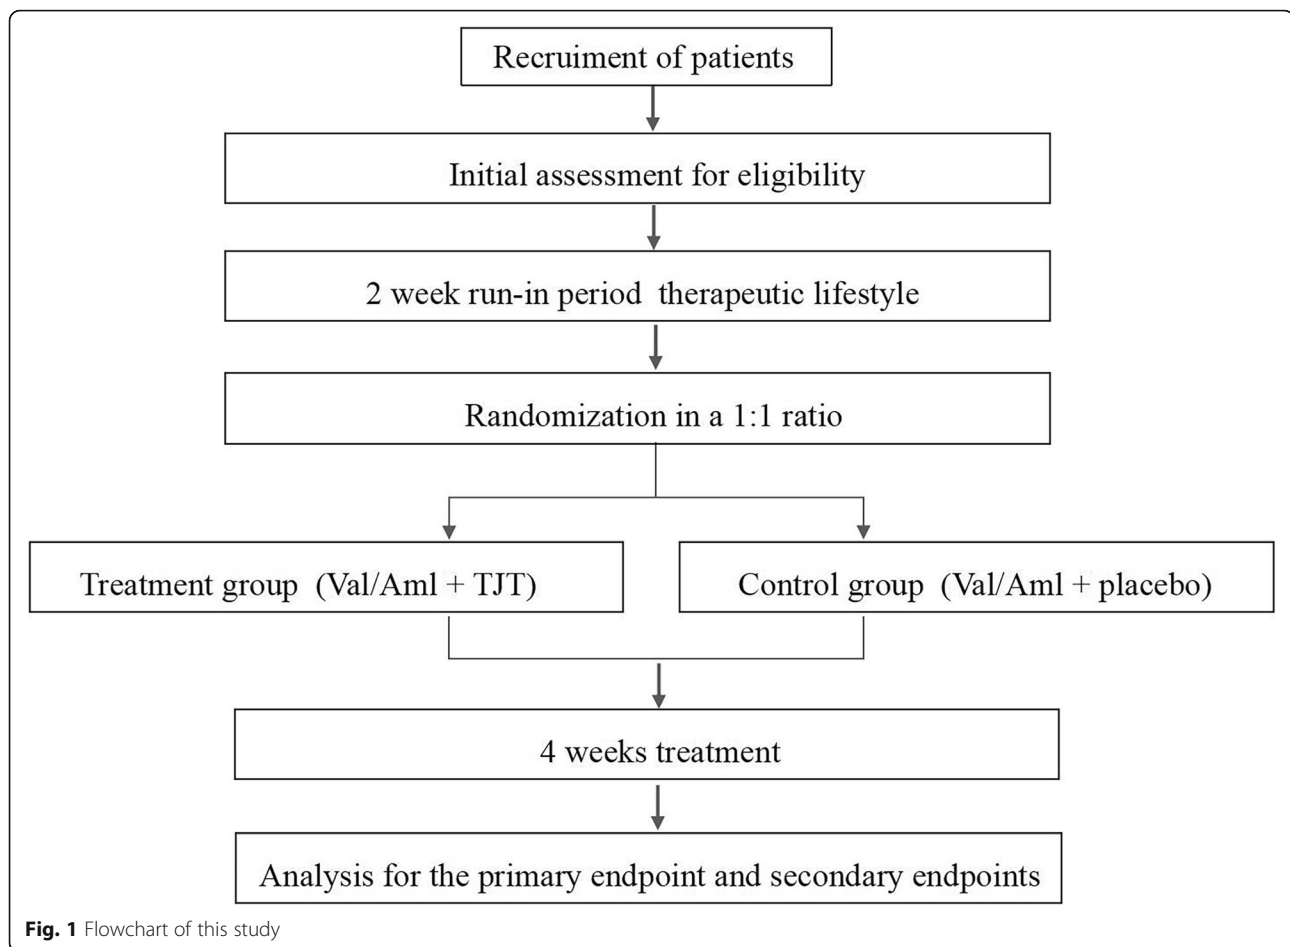 Recruiment of patients
Initial assessment for eligibility
2 week run-in period therapeutic lifestyle
Randomization in a 1:1 ratio
Treatment group (Val/Aml + TJT)
Control group (Val/Aml + placebo)
4 weeks treatment
Analysis for the primary endpoint and secondary endpoints
Fig. 1 Flowchart of this study